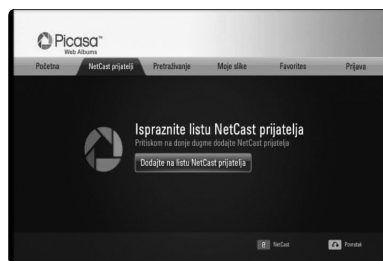 Picasa™
Web Albums
Početna NetCast prijatelji Pretraživanje Moje slike Favorites Prijava
Ispraznite listu NetCast prijatelja
Pritiskom na donje dugme dodajte NetCast prijatelja
Dodajte na listu NetCast prijatelja
NetCast Povratak